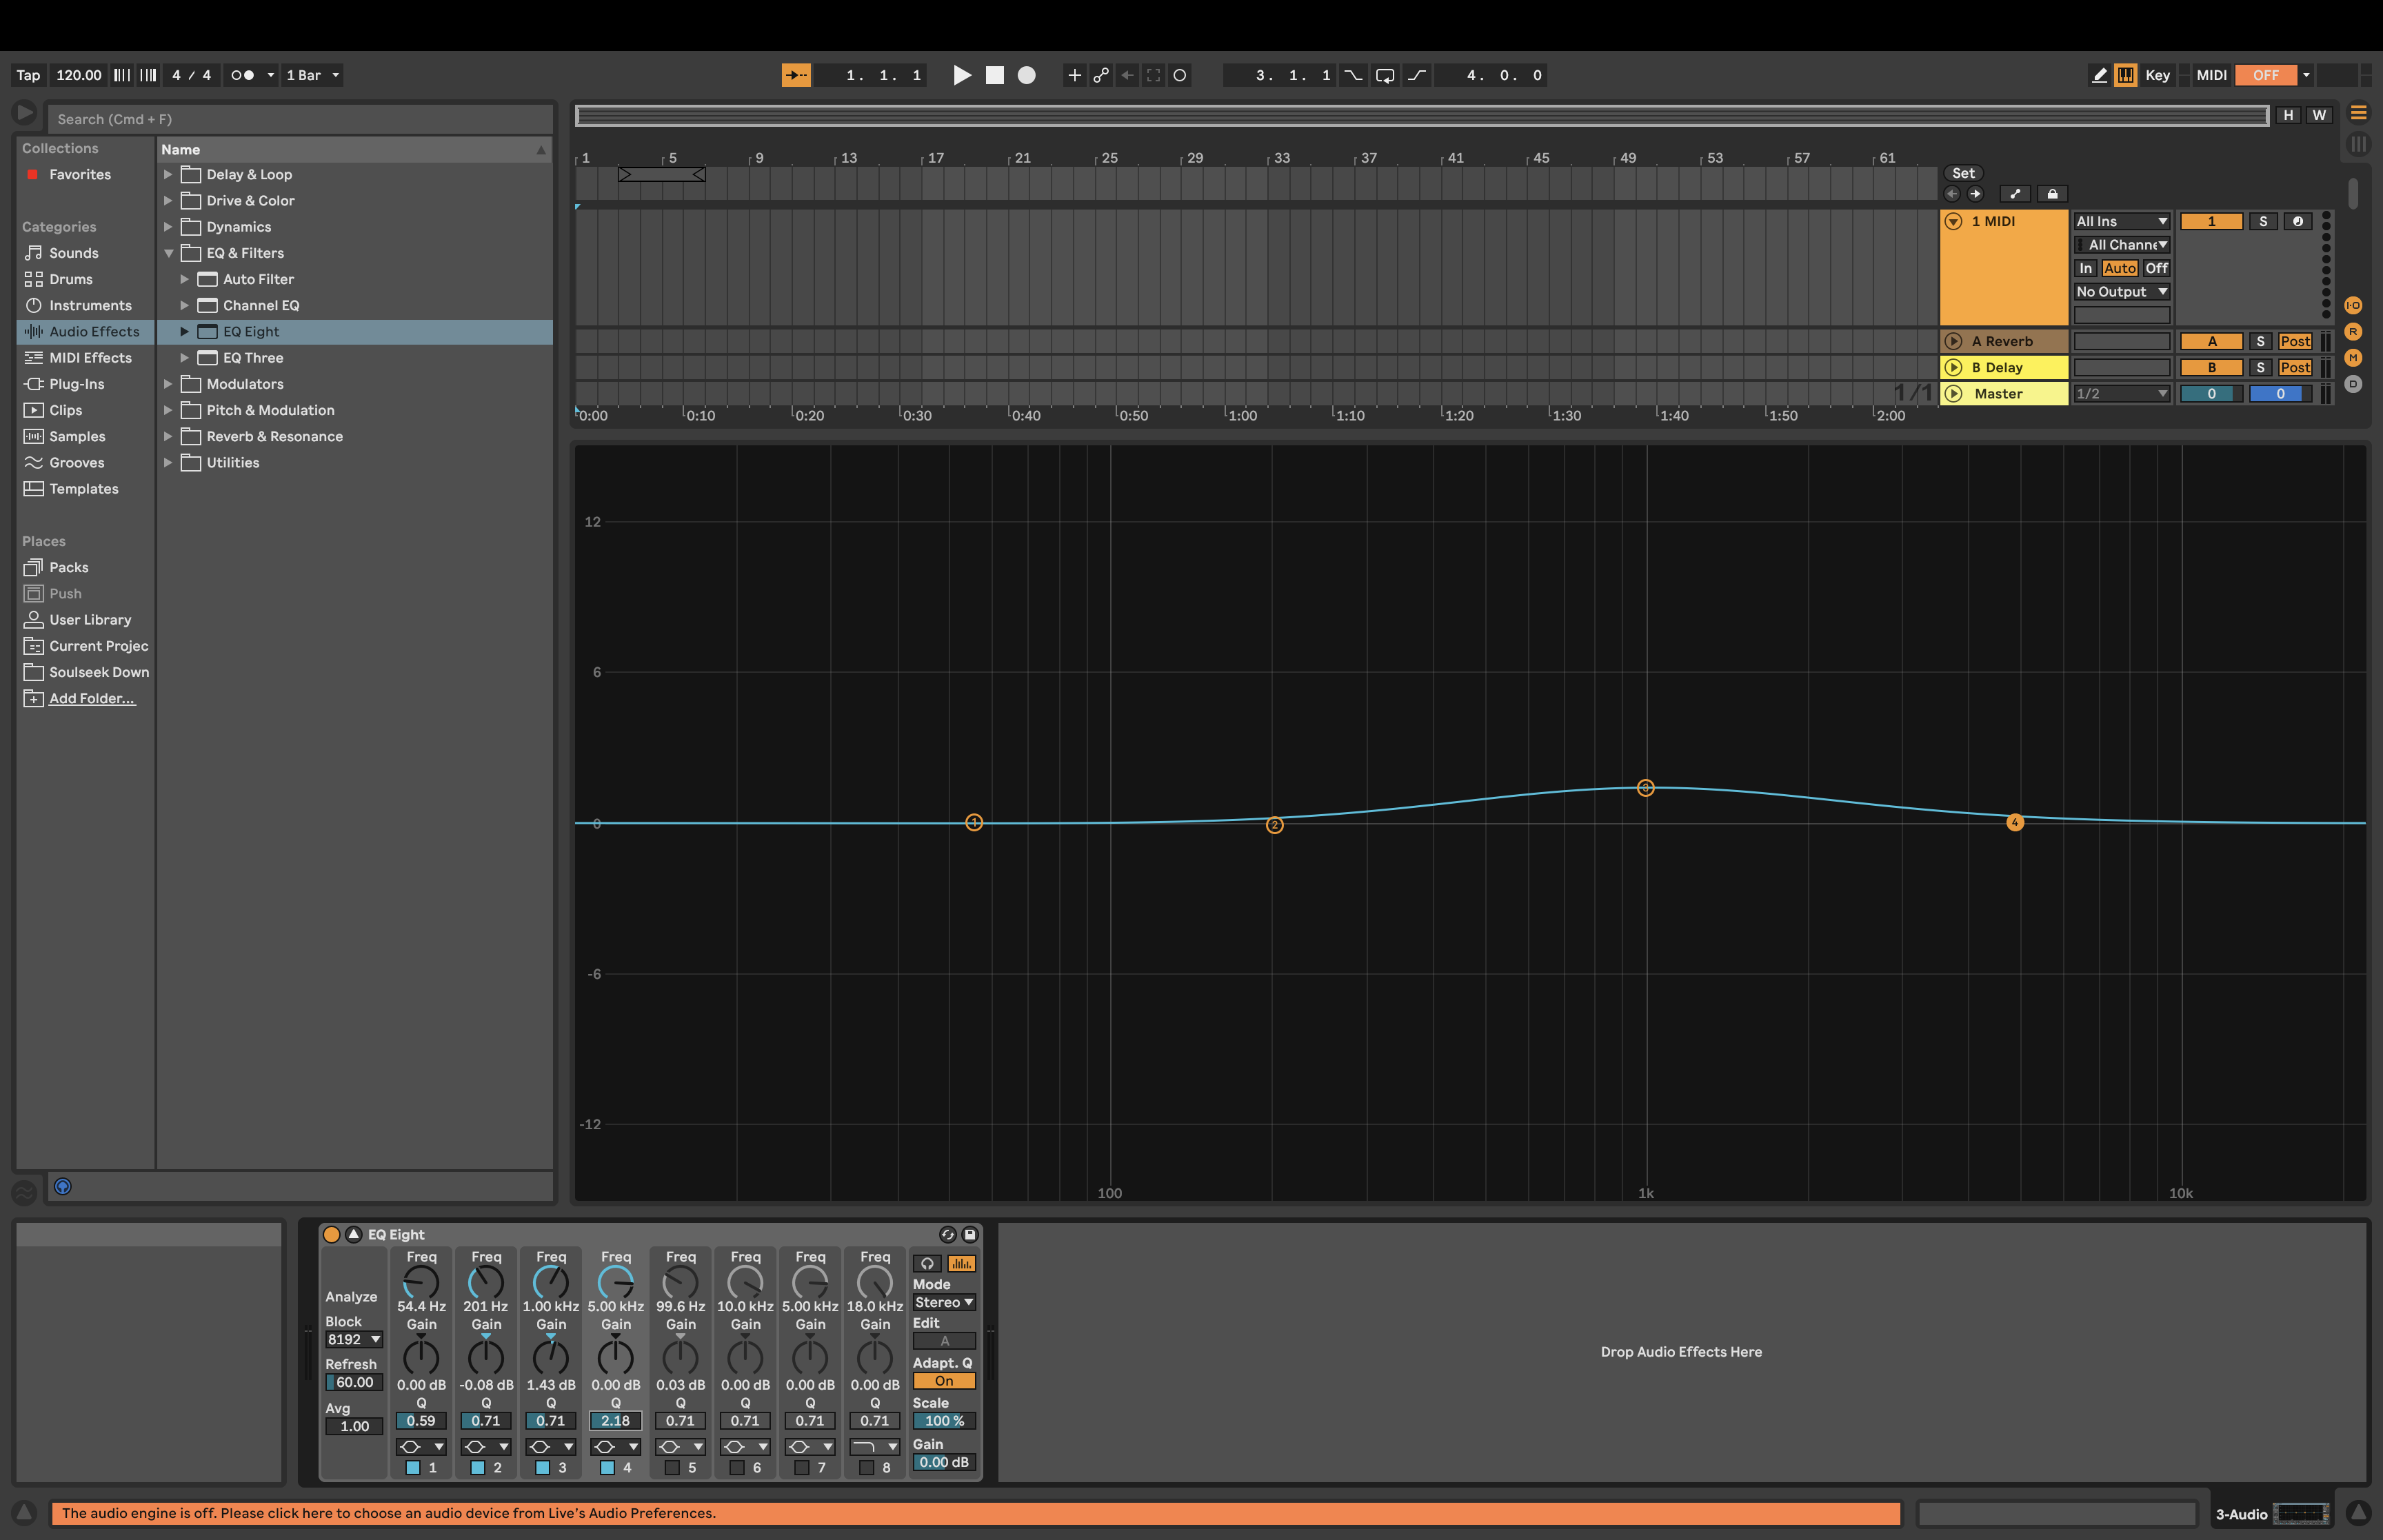 Tap 120.00 4 / 4 1 Bar 1. 1. 1 3. 1. 1 4. 0. 0 Key MIDI OFF
Search (Cmd + F)
H W
Collections
Favorites
Categories
Sounds
Drums
Instruments
Audio Effects
MIDI Effects
Plug-Ins
Clips
Samples
Grooves
Templates
Places
Packs
Push
User Library
Current Projec
Soulseek Down
Add Folder...
Name
Delay & Loop
Drive & Color
Dynamics
EQ & Filters
Auto Filter
Channel EQ
EQ Eight
EQ Three
Modulators
Pitch & Modulation
Reverb & Resonance
Utilities
1 5 9 13 17 21 25 29 33 37 41 45 49 53 57 61
Set
1 MIDI All Ins 1 S
All Channe
In Auto Off
No Output
A Reverb A S Post
B Delay B S Post
1/1 Master 1/2 0 0
0:00 0:10 0:20 0:30 0:40 0:50 1:00 1:10 1:20 1:30 1:40 1:50 2:00
I·O
R
M
D
12
6
0
-6
-12
1 2 3 4
100 1k 10k
EQ Eight
Analyze
Block
8192
Refresh
60.00
Avg
1.00
Freq Freq Freq Freq Freq Freq Freq Freq
54.4 Hz 201 Hz 1.00 kHz 5.00 kHz 99.6 Hz 10.0 kHz 5.00 kHz 18.0 kHz
Gain Gain Gain Gain Gain Gain Gain Gain
0.00 dB -0.08 dB 1.43 dB 0.00 dB 0.03 dB 0.00 dB 0.00 dB 0.00 dB
Q Q Q Q Q Q Q Q
0.59 0.71 0.71 2.18 0.71 0.71 0.71 0.71
1 2 3 4 5 6 7 8
Mode
Stereo
Edit
A
Adapt. Q
On
Scale
100 %
Gain
0.00 dB
Drop Audio Effects Here
The audio engine is off. Please click here to choose an audio device from Live's Audio Preferences.
3-Audio